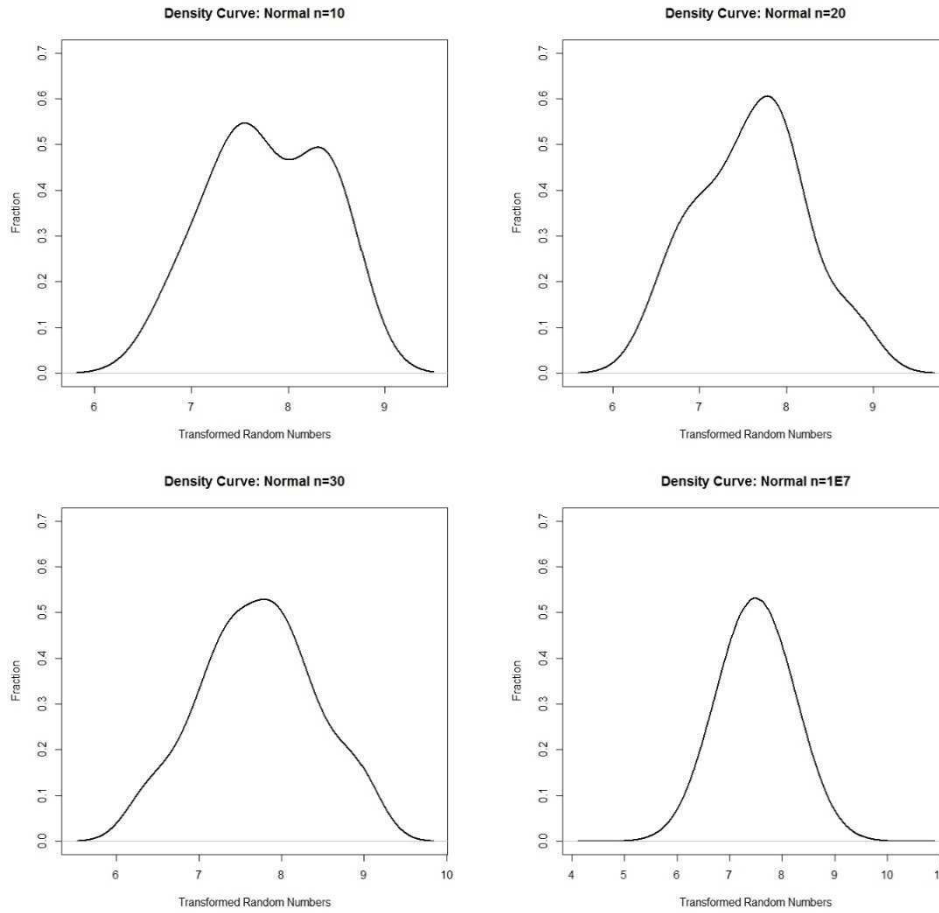 Density Curve: Normal n=10
0.7
0.6
0.5
0.4
0.3
0.2
0.1
0.0
Fraction
6 7 8 9
Transformed Random Numbers
Density Curve: Normal n=20
0.7
0.6
0.5
0.4
0.3
0.2
0.1
0.0
Fraction
6 7 8 9
Transformed Random Numbers
Density Curve: Normal n=30
0.7
0.6
0.5
0.4
0.3
0.2
0.1
0.0
Fraction
6 7 8 9 10
Transformed Random Numbers
Density Curve: Normal n=1E7
0.7
0.6
0.5
0.4
0.3
0.2
0.1
0.0
Fraction
4 5 6 7 8 9 10
Transformed Random Numbers